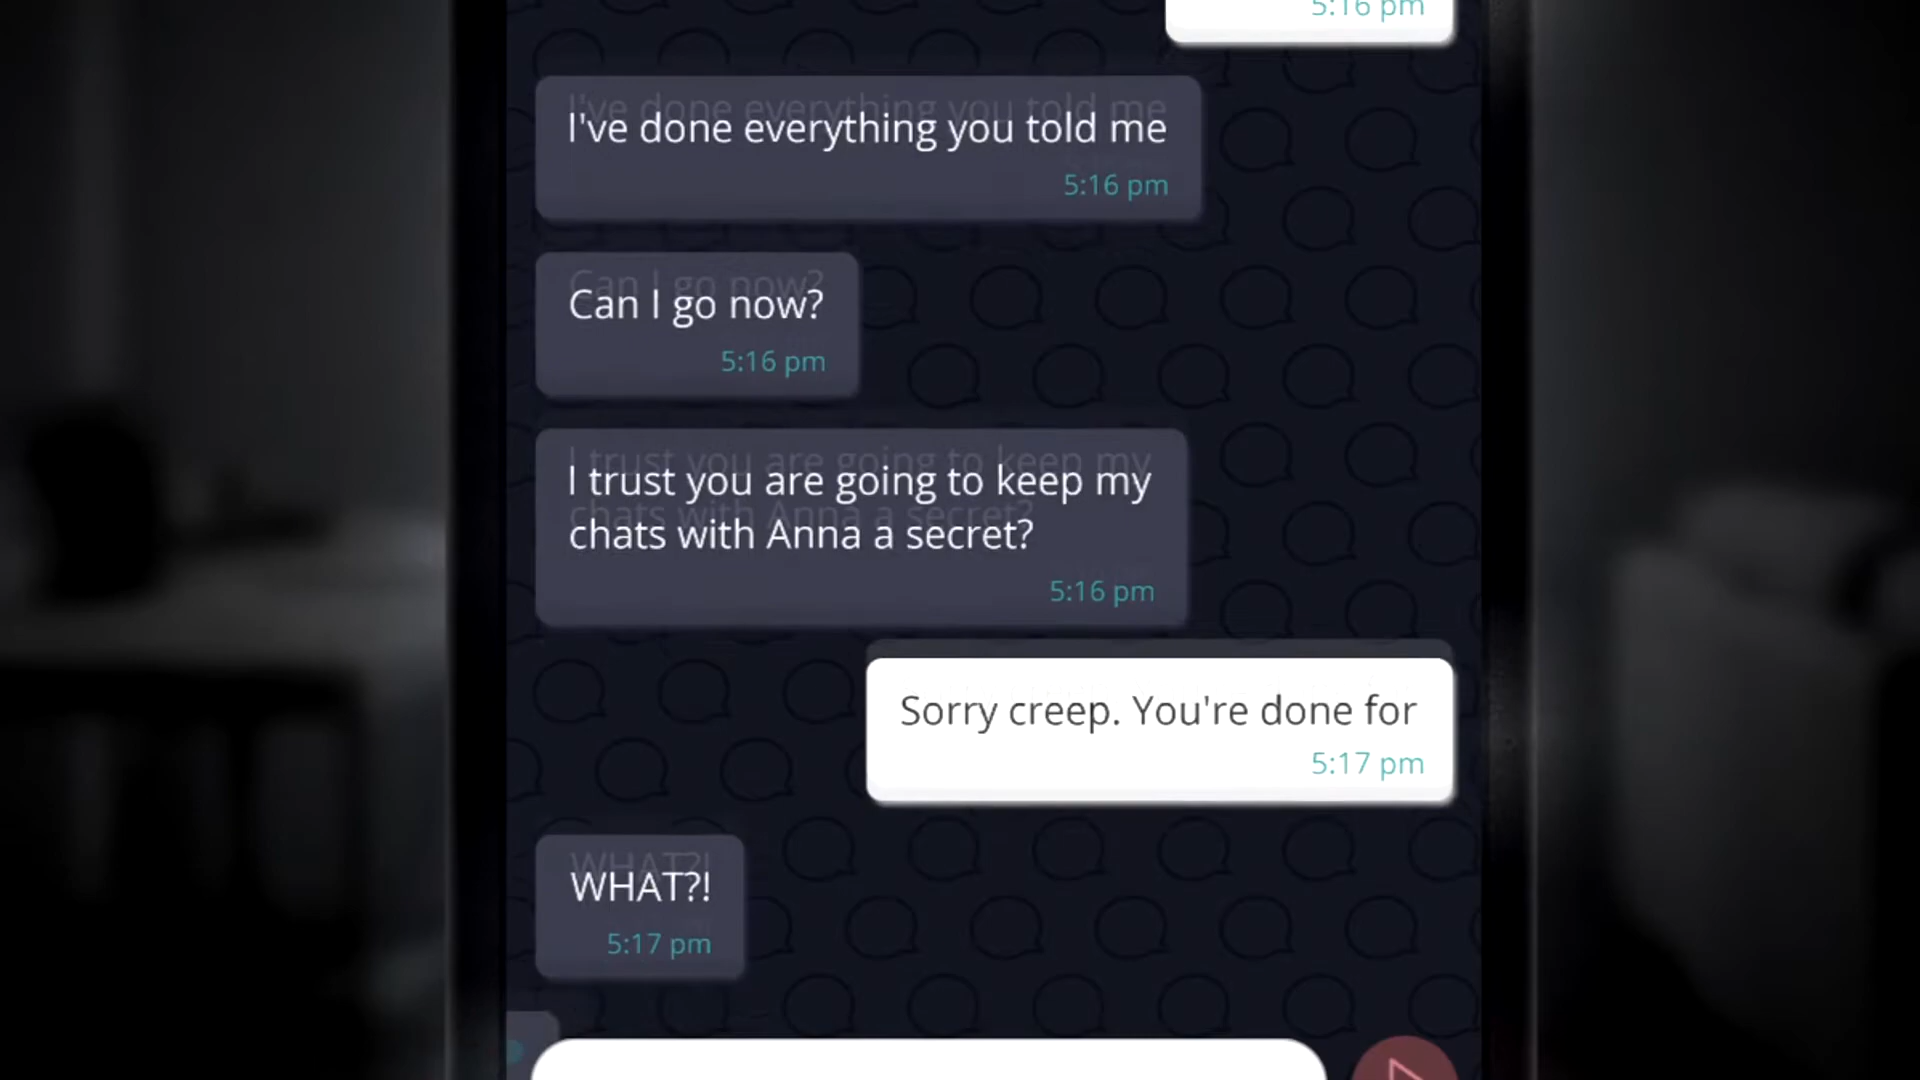 5:16 pm
I've done everything you told me
5:16 pm
Can I go now?
5:16 pm
I trust you are going to keep my
chats with Anna a secret?
5:16 pm
Sorry creep. You're done for
5:17 pm
WHAT?!
5:17 pm